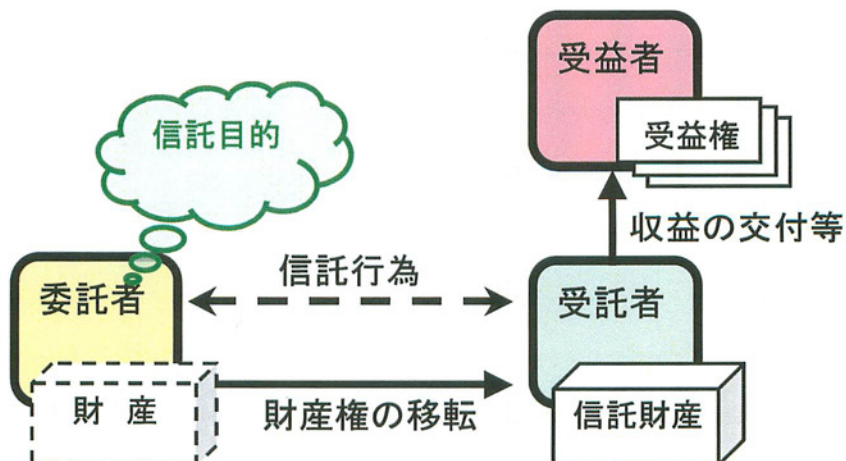 受益者
受益権
信託目的
収益の交付等
委託者
信託行為
受託者
財 産
財産権の移転
信託財産